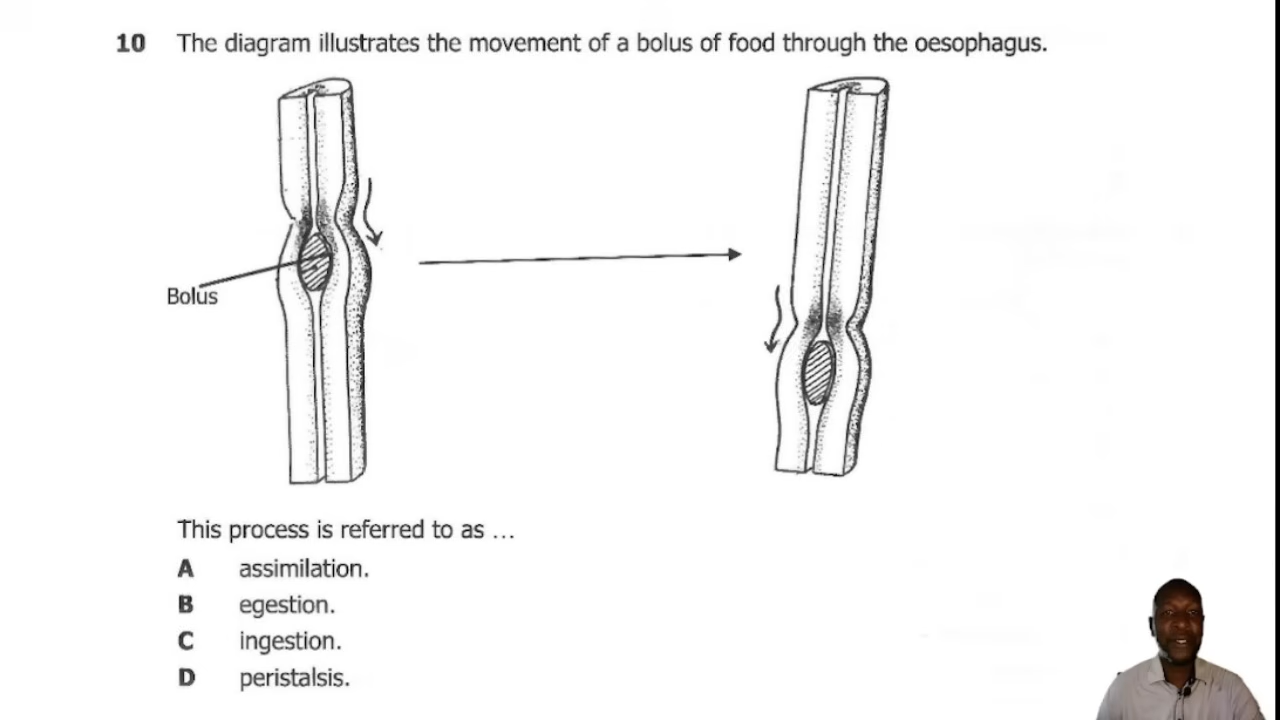 10 The diagram illustrates the movement of a bolus of food through the oesophagus.
Bolus
This process is referred to as ...
A assimilation.
B egestion.
C ingestion.
D peristalsis.